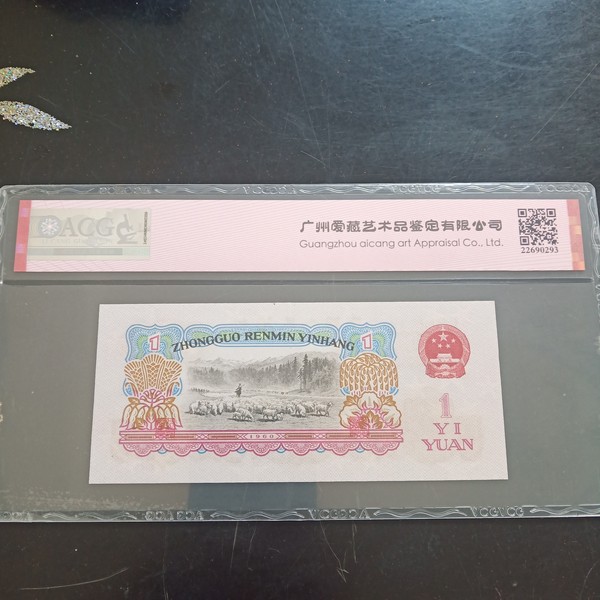 ACG
广州爱藏艺术品鉴定有限公司
Guangzhou aicang art Appraisal Co., Ltd.
22690293
1
ZHONGGUO RENMIN YINHANG
1
1
YI
YUAN
1960